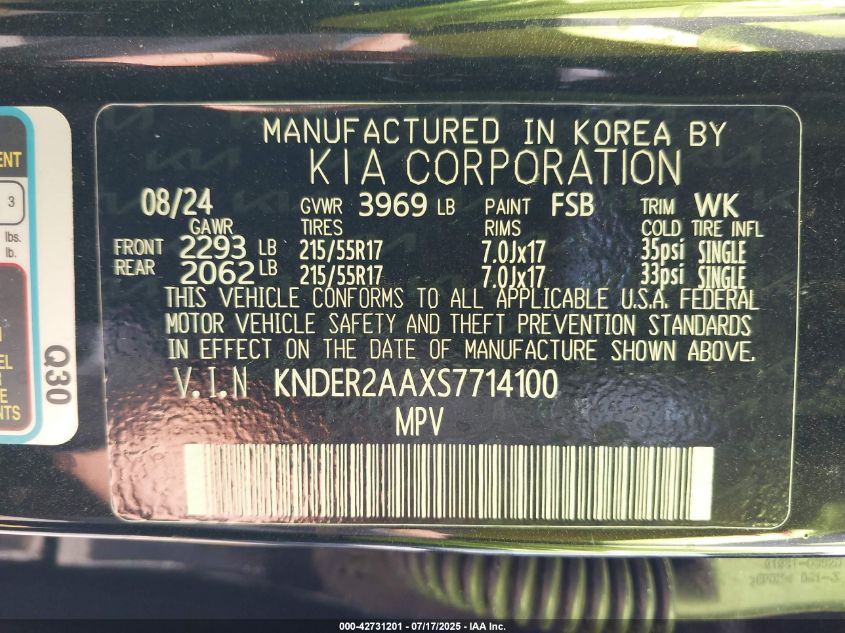 MANUFACTURED IN KOREA BY
KIA CORPORATION
08/24 GVWR 3969 LB PAINT FSB TRIM WK
GAWR TIRES RIMS COLD TIRE INFL
FRONT 2293 LB 215/55R17 7.0Jx17 35psi SINGLE
REAR 2062 LB 215/55R17 7.0Jx17 33psi SINGLE
THIS VEHICLE CONFORMS TO ALL APPLICABLE U.S.A. FEDERAL
MOTOR VEHICLE SAFETY AND THEFT PREVENTION STANDARDS
IN EFFECT ON THE DATE OF MANUFACTURE SHOWN ABOVE.
V.I.N KNDER2AAXS7714100
MPV
3
lbs.
lb.
Q30
000-42731201 - 07/17/2025 - IAA Inc.